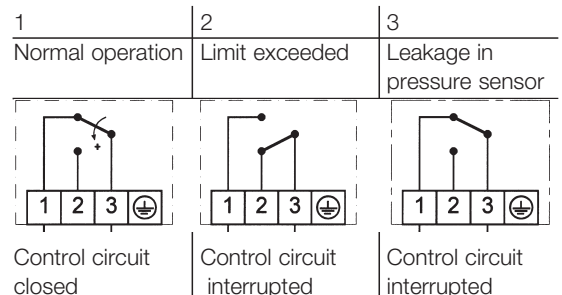 1
Normal operation
2
Limit exceeded
3
Leakage in
pressure sensor
+
1 2 3
1 2 3
1 2 3
Control circuit
closed
Control circuit
interrupted
Control circuit
interrupted